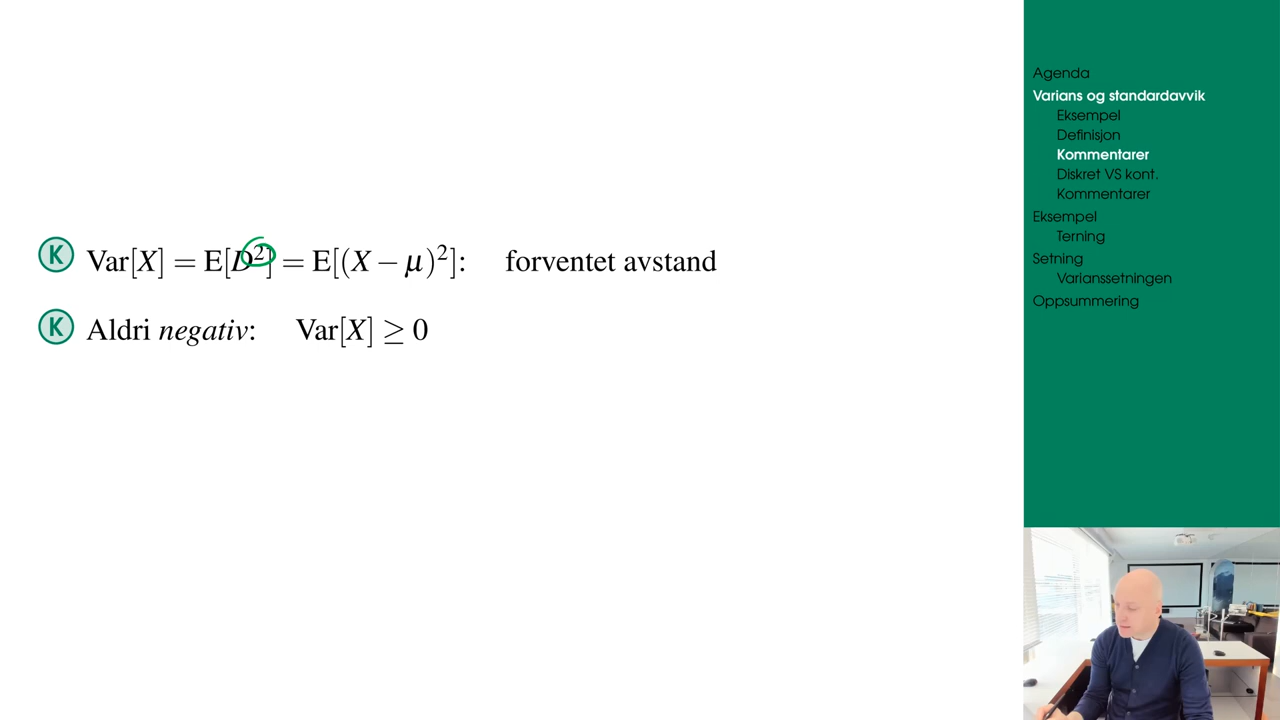 K Var[X] = E[D²] = E[(X − μ)²]: forventet avstand
K Aldri negativ: Var[X] ≥ 0
Agenda
Varians og standardavvik
Eksempel
Definisjon
Kommentarer
Diskret VS kont.
Kommentarer
Eksempel
Terning
Setning
Varianssetningen
Oppsummering